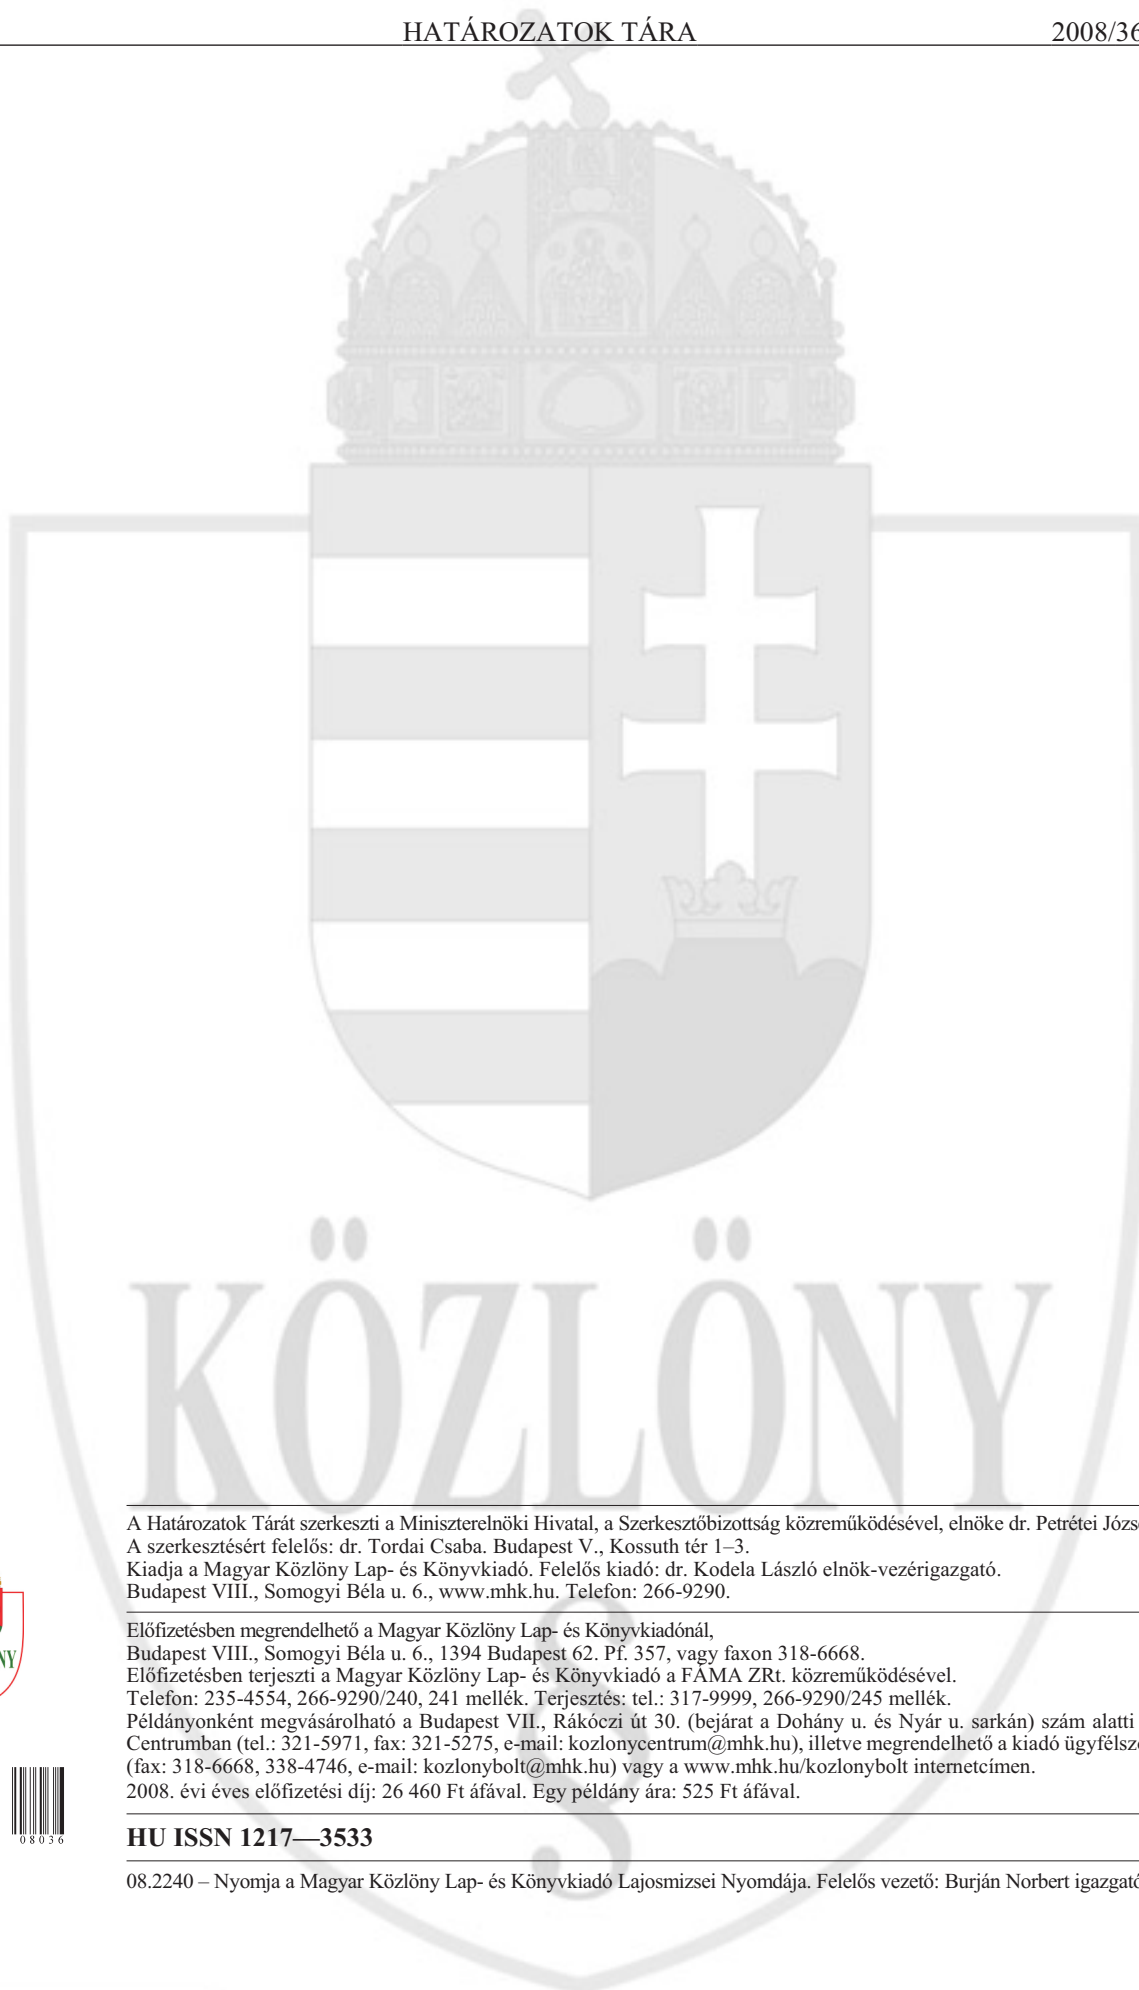 HATÁROZATOK TÁRA 2008/36
KÖZLÖNY
A Határozatok Tárát szerkeszti a Miniszterelnöki Hivatal, a Szerkesztőbizottság közreműködésével, elnöke dr. Petrétei Józse
A szerkesztésért felelős: dr. Tordai Csaba. Budapest V., Kossuth tér 1–3.
Kiadja a Magyar Közlöny Lap- és Könyvkiadó. Felelős kiadó: dr. Kodela László elnök-vezérigazgató.
Budapest VIII., Somogyi Béla u. 6., www.mhk.hu. Telefon: 266-9290.
Előfizetésben megrendelhető a Magyar Közlöny Lap- és Könyvkiadónál,
Budapest VIII., Somogyi Béla u. 6., 1394 Budapest 62. Pf. 357, vagy faxon 318-6668.
Előfizetésben terjeszti a Magyar Közlöny Lap- és Könyvkiadó a FÁMA ZRt. közreműködésével.
Telefon: 235-4554, 266-9290/240, 241 mellék. Terjesztés: tel.: 317-9999, 266-9290/245 mellék.
Példányonként megvásárolható a Budapest VII., Rákóczi út 30. (bejárat a Dohány u. és Nyár u. sarkán) szám alatti
Centrumban (tel.: 321-5971, fax: 321-5275, e-mail: kozlonycentrum@mhk.hu), illetve megrendelhető a kiadó ügyfélsz
(fax: 318-6668, 338-4746, e-mail: kozlonybolt@mhk.hu) vagy a www.mhk.hu/kozlonybolt internetcímen.
2008. évi éves előfizetési díj: 26 460 Ft áfával. Egy példány ára: 525 Ft áfával.
NY
08036
HU ISSN 1217—3533
08.2240 – Nyomja a Magyar Közlöny Lap- és Könyvkiadó Lajosmizsei Nyomdája. Felelős vezető: Burján Norbert igazgató
§